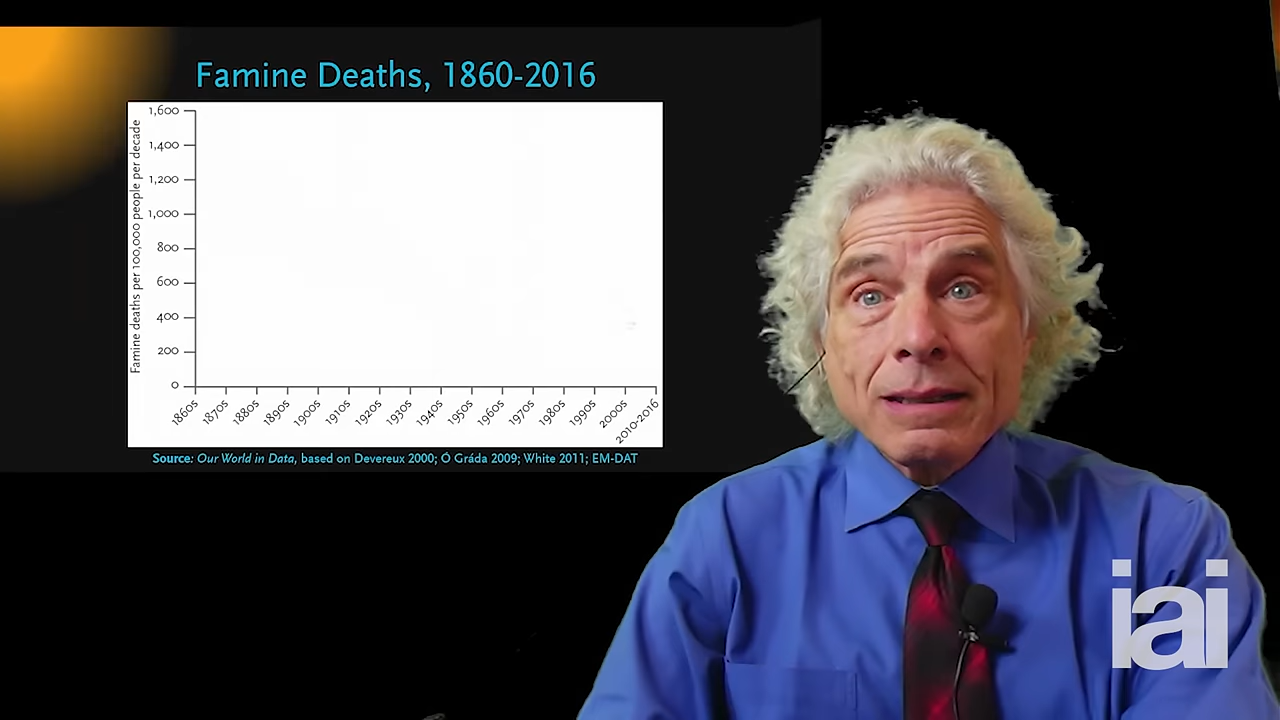 Famine Deaths, 1860-2016
Famine deaths per 100,000 people per decade
1,600
1,400
1,200
1,000
800
600
400
200
0
1860s
1870s
1880s
1890s
1900s
1910s
1920s
1930s
1940s
1950s
1960s
1970s
1980s
1990s
2000s
2010-2016
Source: Our World in Data, based on Devereux 2000; Ó Gráda 2009; White 2011; EM-DAT
iai